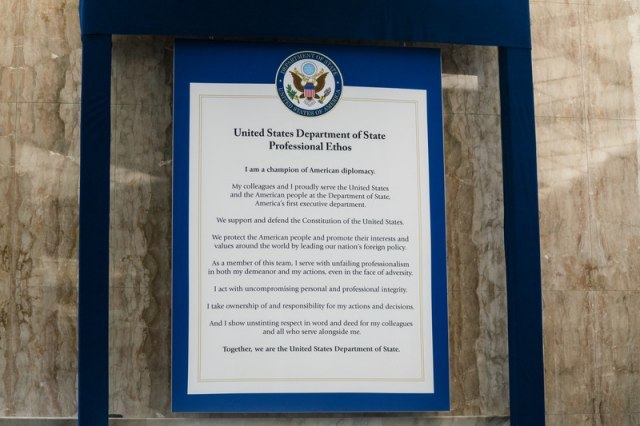 DEPARTMENT OF STATE
UNITED STATES OF AMERICA
United States Department of State
Professional Ethos
I am a champion of American diplomacy.
My colleagues and I proudly serve the United States
and the American people at the Department of State,
America's first executive department.
We support and defend the Constitution of the United States.
We protect the American people and promote their interests and
values around the world by leading our nation's foreign policy.
As a member of this team, I serve with unfailing professionalism
in both my demeanor and my actions, even in the face of adversity.
I act with uncompromising personal and professional integrity.
I take ownership of and responsibility for my actions and decisions.
And I show unstinting respect in word and deed for my colleagues
and all who serve alongside me.
Together, we are the United States Department of State.